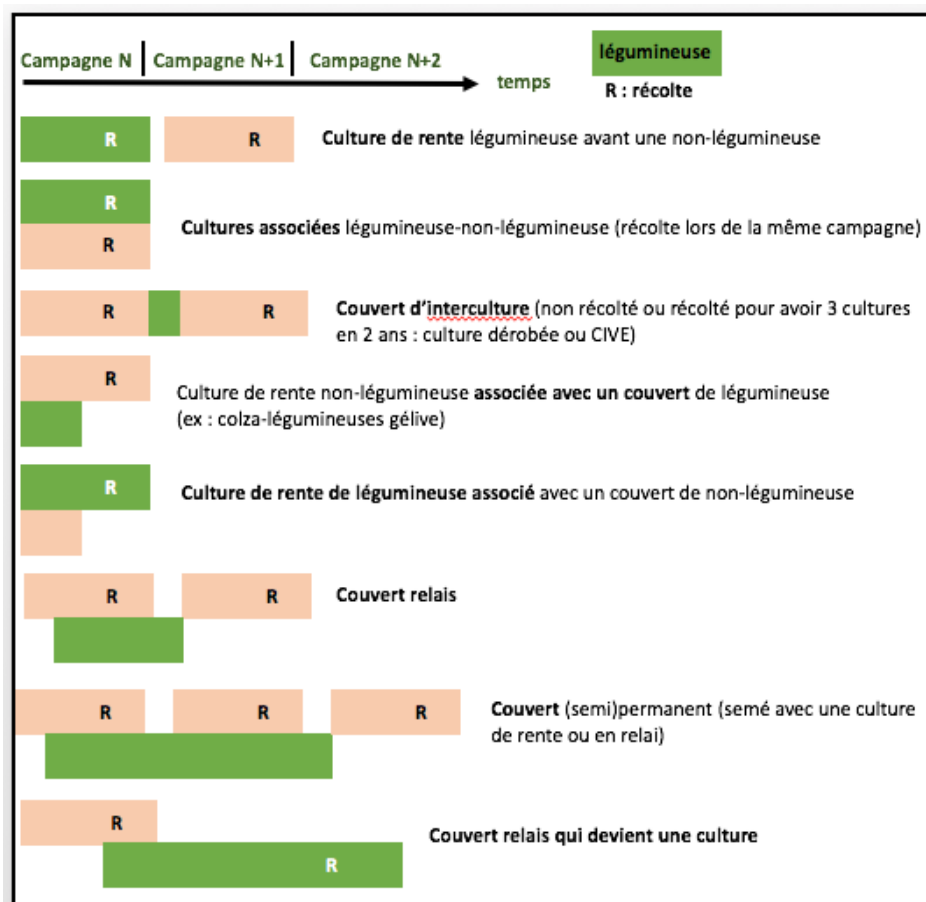 Campagne N Campagne N+1 Campagne N+2
temps
légumineuse
R : récolte
R R Culture de rente légumineuse avant une non-légumineuse
R
Cultures associées légumineuse-non-légumineuse (récolte lors de la même campagne)
R
R R Couvert d'interculture (non récolté ou récolté pour avoir 3 cultures
en 2 ans : culture dérobée ou CIVE)
R
Culture de rente non-légumineuse associée avec un couvert de légumineuse
(ex : colza-légumineuses gélive)
R
Culture de rente de légumineuse associé avec un couvert de non-légumineuse
R R Couvert relais
R R R Couvert (semi)permanent (semé avec une culture
de rente ou en relai)
R
Couvert relais qui devient une culture
R